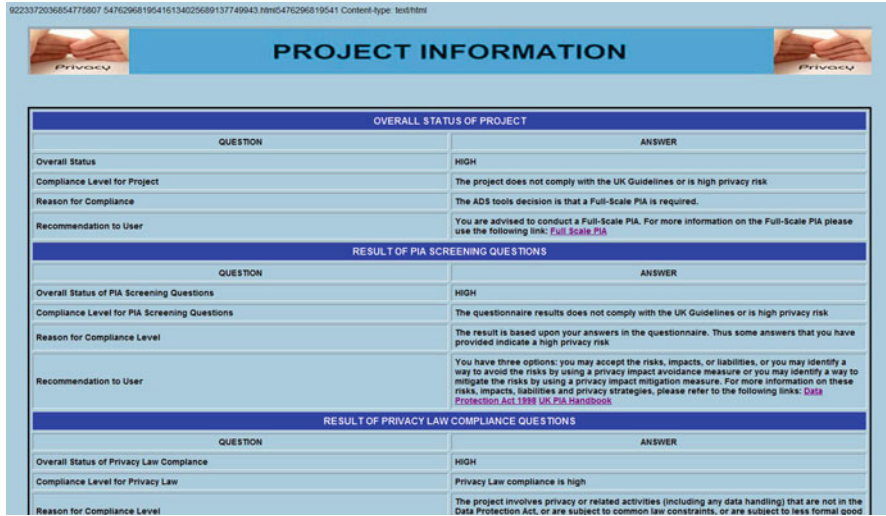 9223372036854775807 54762968195416134025689137749943.html5476296819541 Content-type: text/html
Privacy
PROJECT INFORMATION
Privacy
OVERALL STATUS OF PROJECT
QUESTION ANSWER
Overall Status HIGH
Compliance Level for Project The project does not comply with the UK Guidelines or is high privacy risk
Reason for Compliance The ADS tools decision is that a Full-Scale PIA is required.
Recommendation to User You are advised to conduct a Full-Scale PIA. For more information on the Full-Scale PIA please
use the following link: Full Scale PIA
RESULT OF PIA SCREENING QUESTIONS
QUESTION ANSWER
Overall Status of PIA Screening Questions HIGH
Compliance Level for PIA Screening Questions The questionnaire results does not comply with the UK Guidelines or is high privacy risk
Reason for Compliance Level The result is based upon your answers in the questionnaire. Thus some answers that you have
provided indicate a high privacy risk
Recommendation to User You have three options: you may accept the risks, impacts, or liabilities, or you may identify a
way to avoid the risks by using a privacy impact avoidance measure or you may identify a way to
mitigate the risks by using a privacy impact mitigation measure. For more information on these
risks, impacts, liabilities and privacy strategies, please refer to the following links: Data
Protection Act 1998 UK PIA Handbook
RESULT OF PRIVACY LAW COMPLIANCE QUESTIONS
QUESTION ANSWER
Overall Status of Privacy Law Complance HIGH
Compliance Level for Privacy Law Privacy Law compliance is high
Reason for Compliance Level The project involves privacy or related activities (including any data handling) that are not in the
Data Protection Act, or are subject to common law constraints, or are subject to less formal good